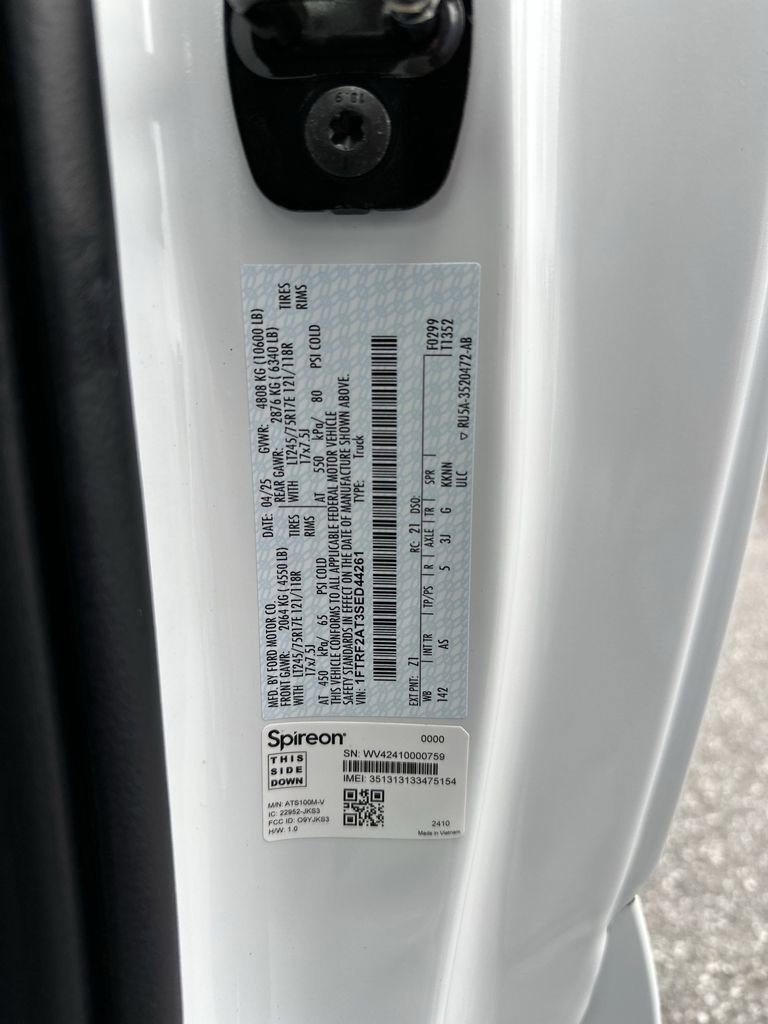 18.9
MFD. BY FORD MOTOR CO.
DATE: 04/25
GVWR: 4808 KG (10600 LB)
FRONT GAWR: 2064 KG ( 4550 LB)
REAR GAWR: 2876 KG ( 6340 LB)
WITH LT245/75R17E 121/118R TIRES
WITH LT245/75R17E 121/118R TIRES
17x7.5J RIMS
17x7.5J RIMS
AT 450 kPa/ 65 PSI COLD
AT 550 kPa/ 80 PSI COLD
THIS VEHICLE CONFORMS TO ALL APPLICABLE FEDERAL MOTOR VEHICLE
SAFETY STANDARDS IN EFFECT ON THE DATE OF MANUFACTURE SHOWN ABOVE.
VIN: 1FTRF2AT3SED44261
TYPE: Truck
EXT PNT: Z1 RC: 21 DSO: F0299
WB INT TR TP/PS R AXLE TR SPR T1352
142 AS 5 3J G KKNN
ULC ▽ RU5A-3520472-AB
Spireon®
0000
THIS
SIDE
DOWN
SN: WV42410000759
IMEI: 351313133475154
M/N: ATS100M-V
IC: 22952-JKS3
FCC ID: O9YJKS3
H/W: 1.0
2410
Made in Vietnam